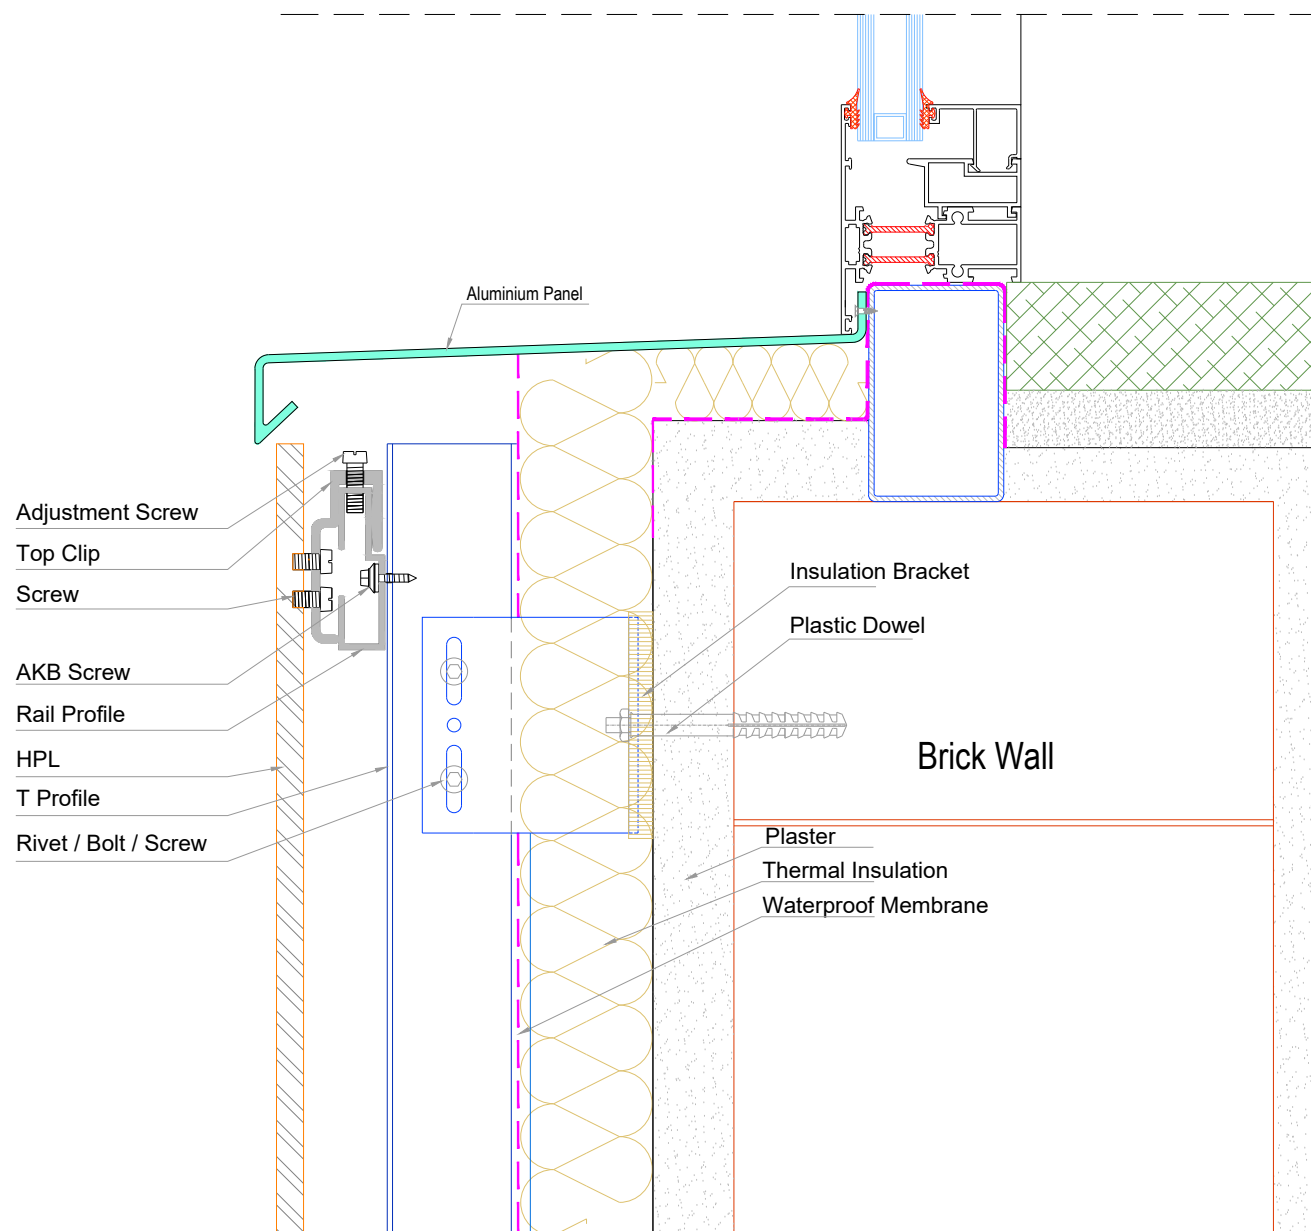 Aluminium Panel
Adjustment Screw
Top Clip
Screw
AKB Screw
Rail Profile
HPL
T Profile
Rivet / Bolt / Screw
Insulation Bracket
Plastic Dowel
Brick Wall
Plaster
Thermal Insulation
Waterproof Membrane